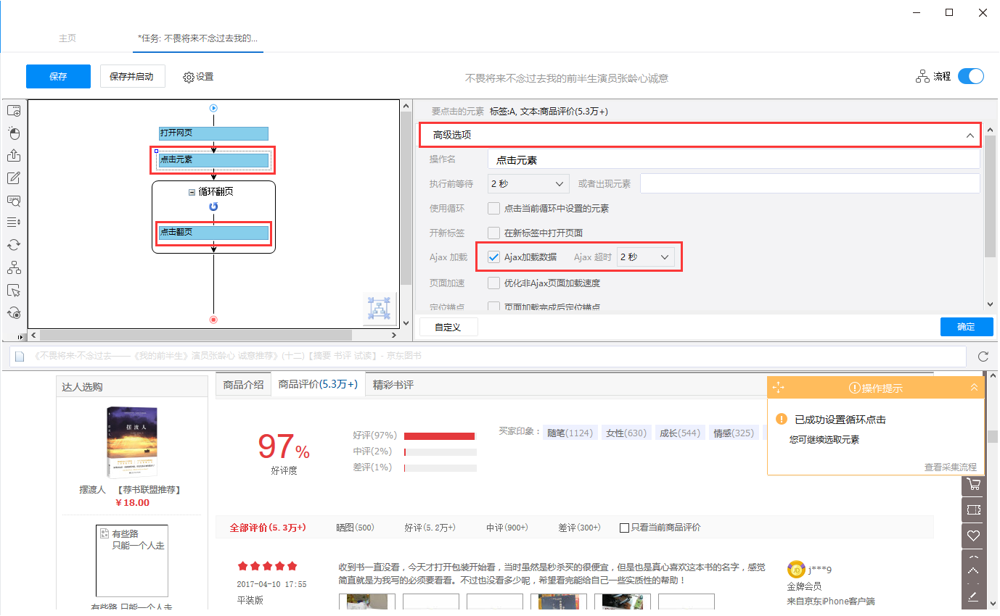 主页
*任务: 不畏将来不念过去我的...
保存
保存并启动
设置
不畏将来不念过去我的前半生演员张龄心诚意
流程
打开网页
点击元素
循环翻页
点击翻页
要点击的元素 标签:A, 文本:商品评价(5.3万+)
高级选项
操作名 点击元素
执行前等待 2 秒 或者出现元素
使用循环 点击当前循环中设置的元素
开新标签 在新标签中打开页面
Ajax 加载 Ajax加载数据 Ajax 超时 2 秒
页面加速 优化非Ajax页面加载速度
定位锚点 页面加载完成后定位锚点
自定义
确定
《不畏将来·不念过去——《我的前半生》演员张龄心 诚意推荐》(十二)【摘要 书评 试读】- 京东图书
达人选购
摆渡人
摆渡人 【荐书联盟推荐】
￥18.00
有些路
只能一个人走
有些路 只能一个人走
商品介绍 商品评价(5.3万+) 精彩书评
97%
好评度
好评(97%)
中评(2%)
差评(1%)
买家印象： 随笔(1124) 女性(630) 成长(544) 情感(325)
操作提示
已成功设置循环点击
您可继续选取元素
查看采集流程
全部评价(5.3万+) 晒图(500) 好评(5.2万+) 中评(900+) 差评(300+) 只看当前商品评价
2017-04-10 17:55
平装版
收到书一直没看，今天才打开包装开始看，当时虽然是秒杀买的很便宜，但是也是真心喜欢这本书的名字，感觉
简直就是为我写的必须要看看。不过也没看多少呢，希望看完能给自己一些实质性的帮助！
JD
j***9
金牌会员
来自京东iPhone客户端